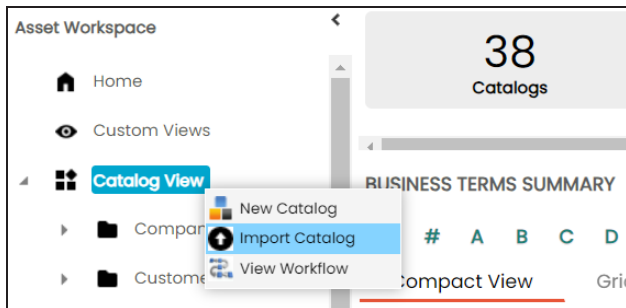 Asset Workspace
Home
Custom Views
Catalog View
New Catalog
Import Catalog
View Workflow
38
Catalogs
BUSINESS TERMS SUMMARY
# A B C D
Compact View